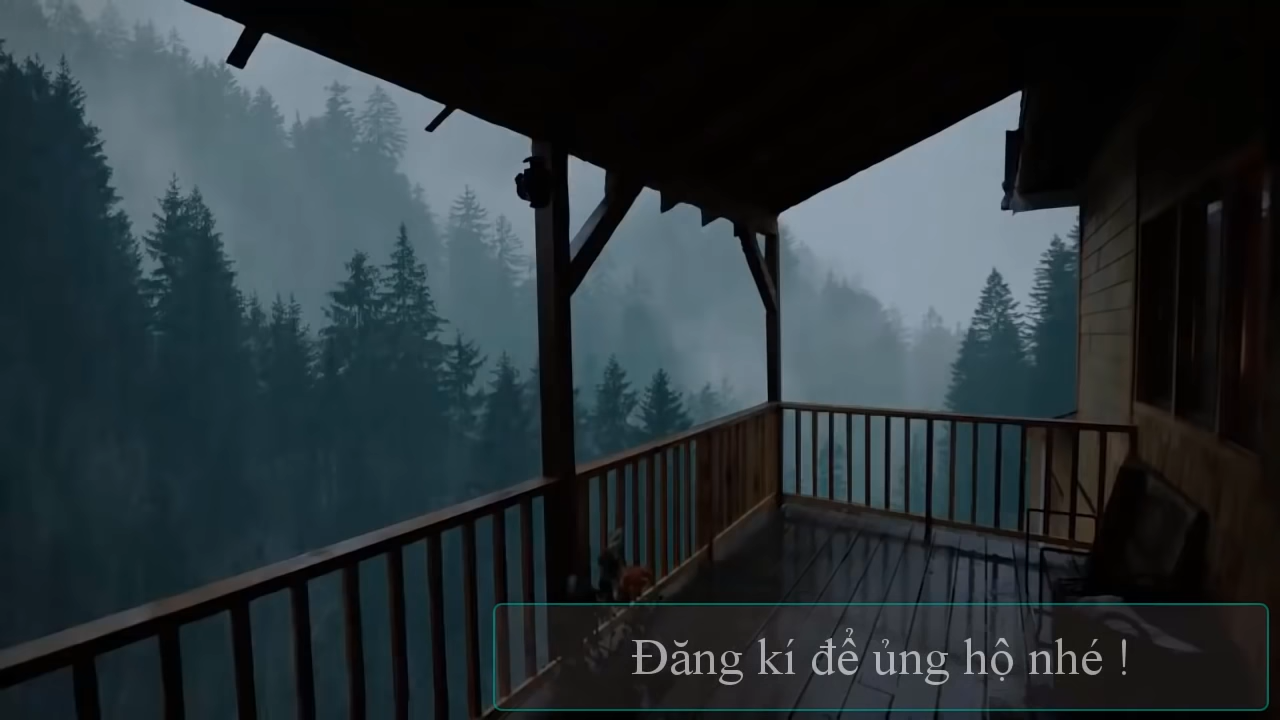 Đăng kí để ủng hộ nhé !